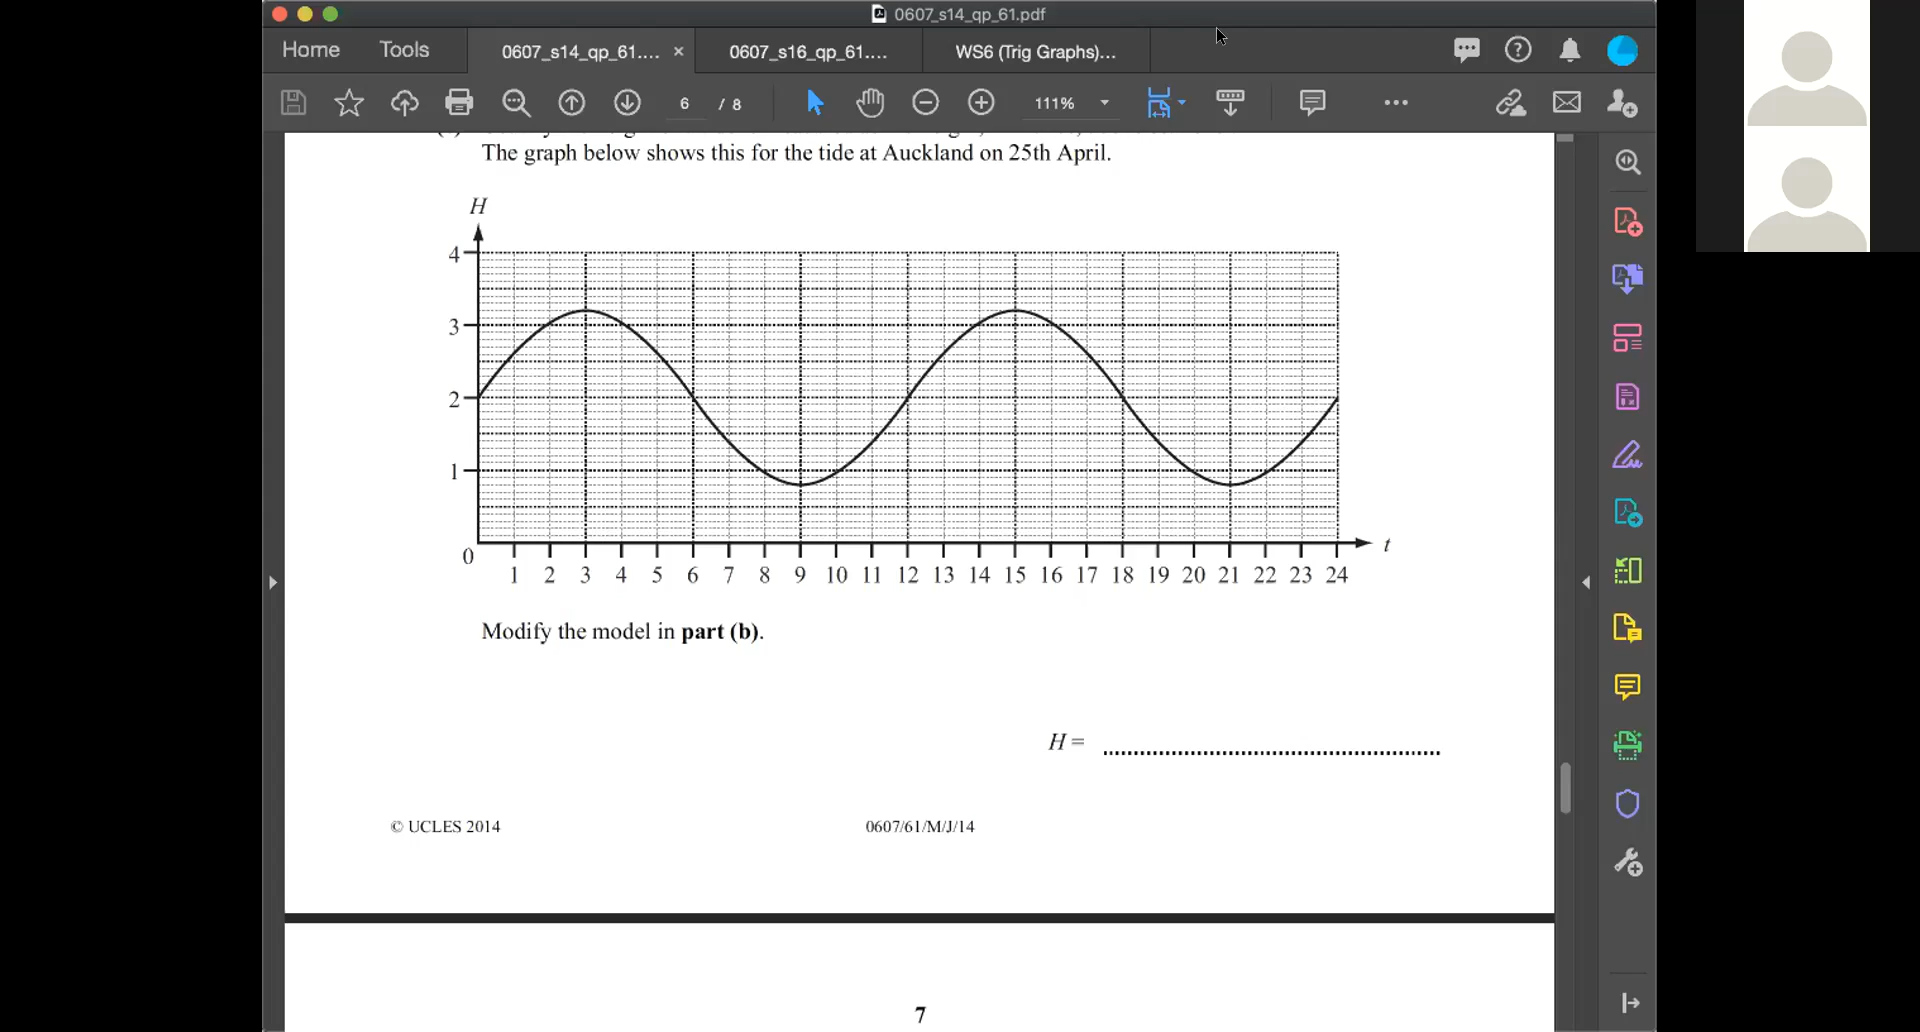 0607_s14_qp_61.pdf
Home Tools 0607_s14_qp_61.... × 0607_s16_qp_61.... WS6 (Trig Graphs)...
6 / 8 111%
The graph below shows this for the tide at Auckland on 25th April.
H
4
3
2
1
0
t
1 2 3 4 5 6 7 8 9 10 11 12 13 14 15 16 17 18 19 20 21 22 23 24
Modify the model in part (b).
H = ................................................
© UCLES 2014 0607/61/M/J/14
7